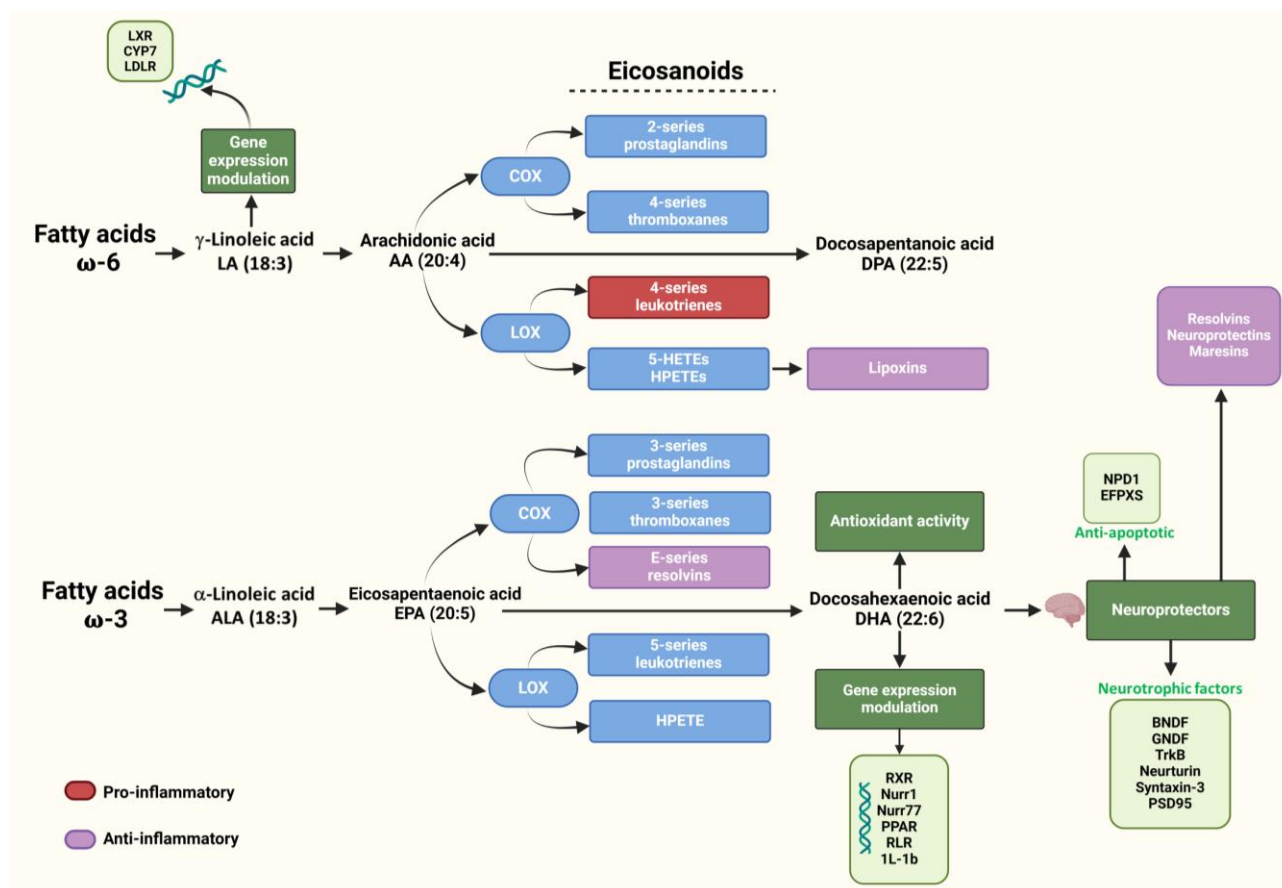 LXR
CYP7
LDLR
Eicosanoids
Gene
expression
modulation
2-series
prostaglandins
COX
4-series
thromboxanes
Fatty acids
ω-6
γ-Linoleic acid
LA (18:3)
Arachidonic acid
AA (20:4)
Docosapentanoic acid
DPA (22:5)
4-series
leukotrienes
LOX
5-HETEs
HPETEs
Lipoxins
Resolvins
Neuroprotectins
Maresins
3-series
prostaglandins
COX
3-series
thromboxanes
E-series
resolvins
Antioxidant activity
NPD1
EFPXS
Anti-apoptotic
Fatty acids
ω-3
α-Linoleic acid
ALA (18:3)
Eicosapentaenoic acid
EPA (20:5)
Docosahexaenoic acid
DHA (22:6)
Neuroprotectors
5-series
leukotrienes
LOX
HPETE
Gene expression
modulation
Neurotrophic factors
BNDF
GNDF
TrkB
Neurturin
Syntaxin-3
PSD95
RXR
Nurr1
Nurr77
PPAR
RLR
1L-1b
Pro-inflammatory
Anti-inflammatory